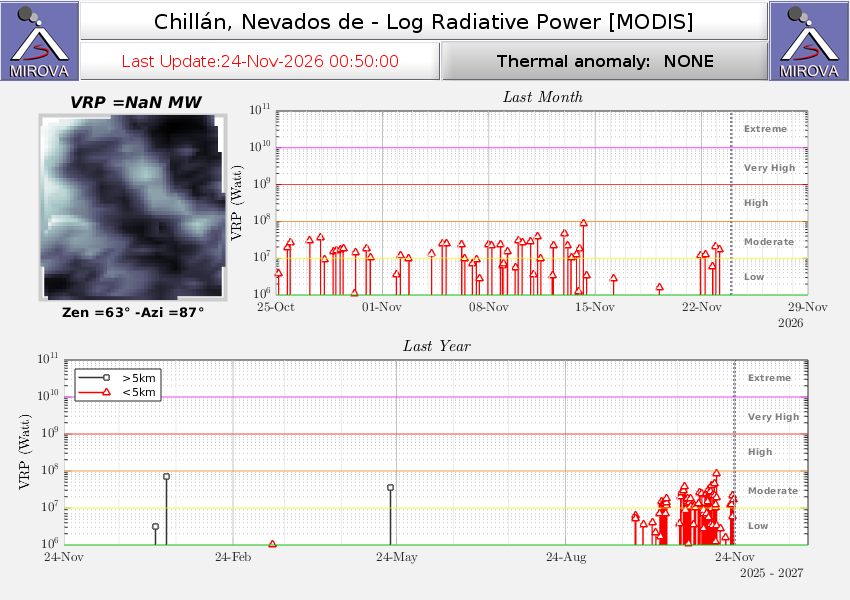 Chillán, Nevados de - Log Radiative Power [MODIS]
MIROVA
Last Update:24-Nov-2026 00:50:00
Thermal anomaly: NONE
MIROVA
VRP =NaN MW
Zen =63° -Azi =87°
Last Month
VRP (Watt)
10^11
10^10
10^9
10^8
10^7
10^6
Extreme
Very High
High
Moderate
Low
25-Oct 01-Nov 08-Nov 15-Nov 22-Nov 29-Nov
2026
Last Year
VRP (Watt)
10^11
10^10
10^9
10^8
10^7
10^6
>5km
<5km
Extreme
Very High
High
Moderate
Low
24-Nov 24-Feb 24-May 24-Aug 24-Nov
2025 - 2027